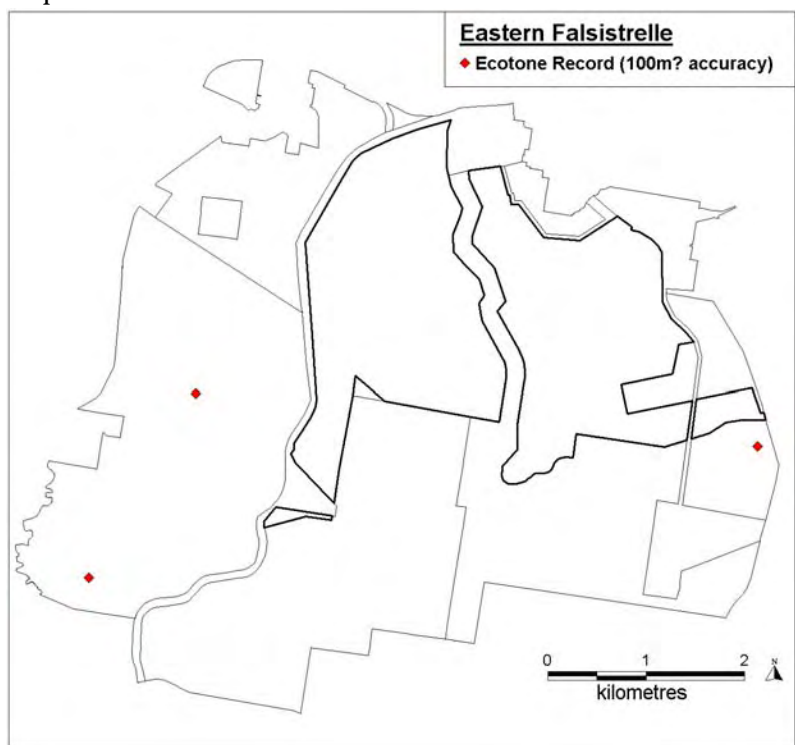 Eastern Falsistrelle
Ecotone Record (100m? accuracy)
0 1 2
kilometres
N